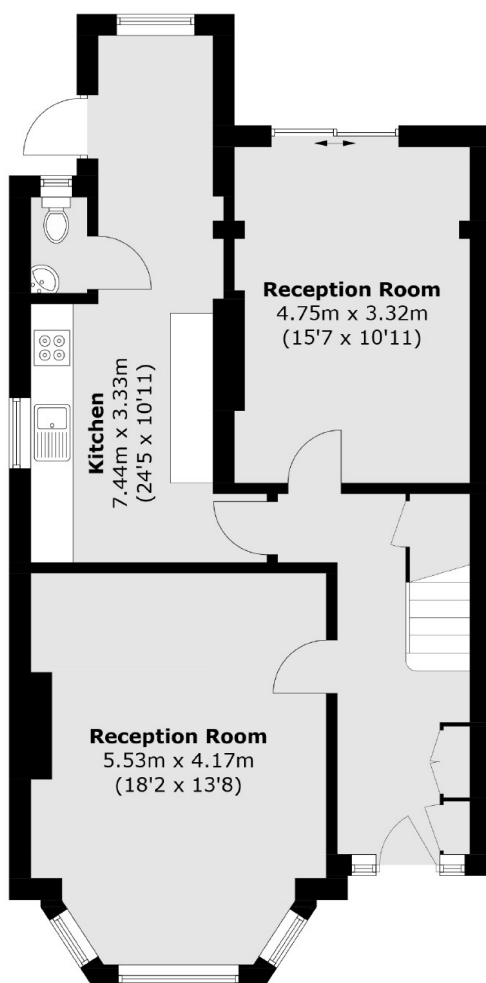 Reception Room
4.75m x 3.32m
(15'7 x 10'11)
Kitchen
7.44m x 3.33m
(24'5 x 10'11)
Reception Room
5.53m x 4.17m
(18'2 x 13'8)